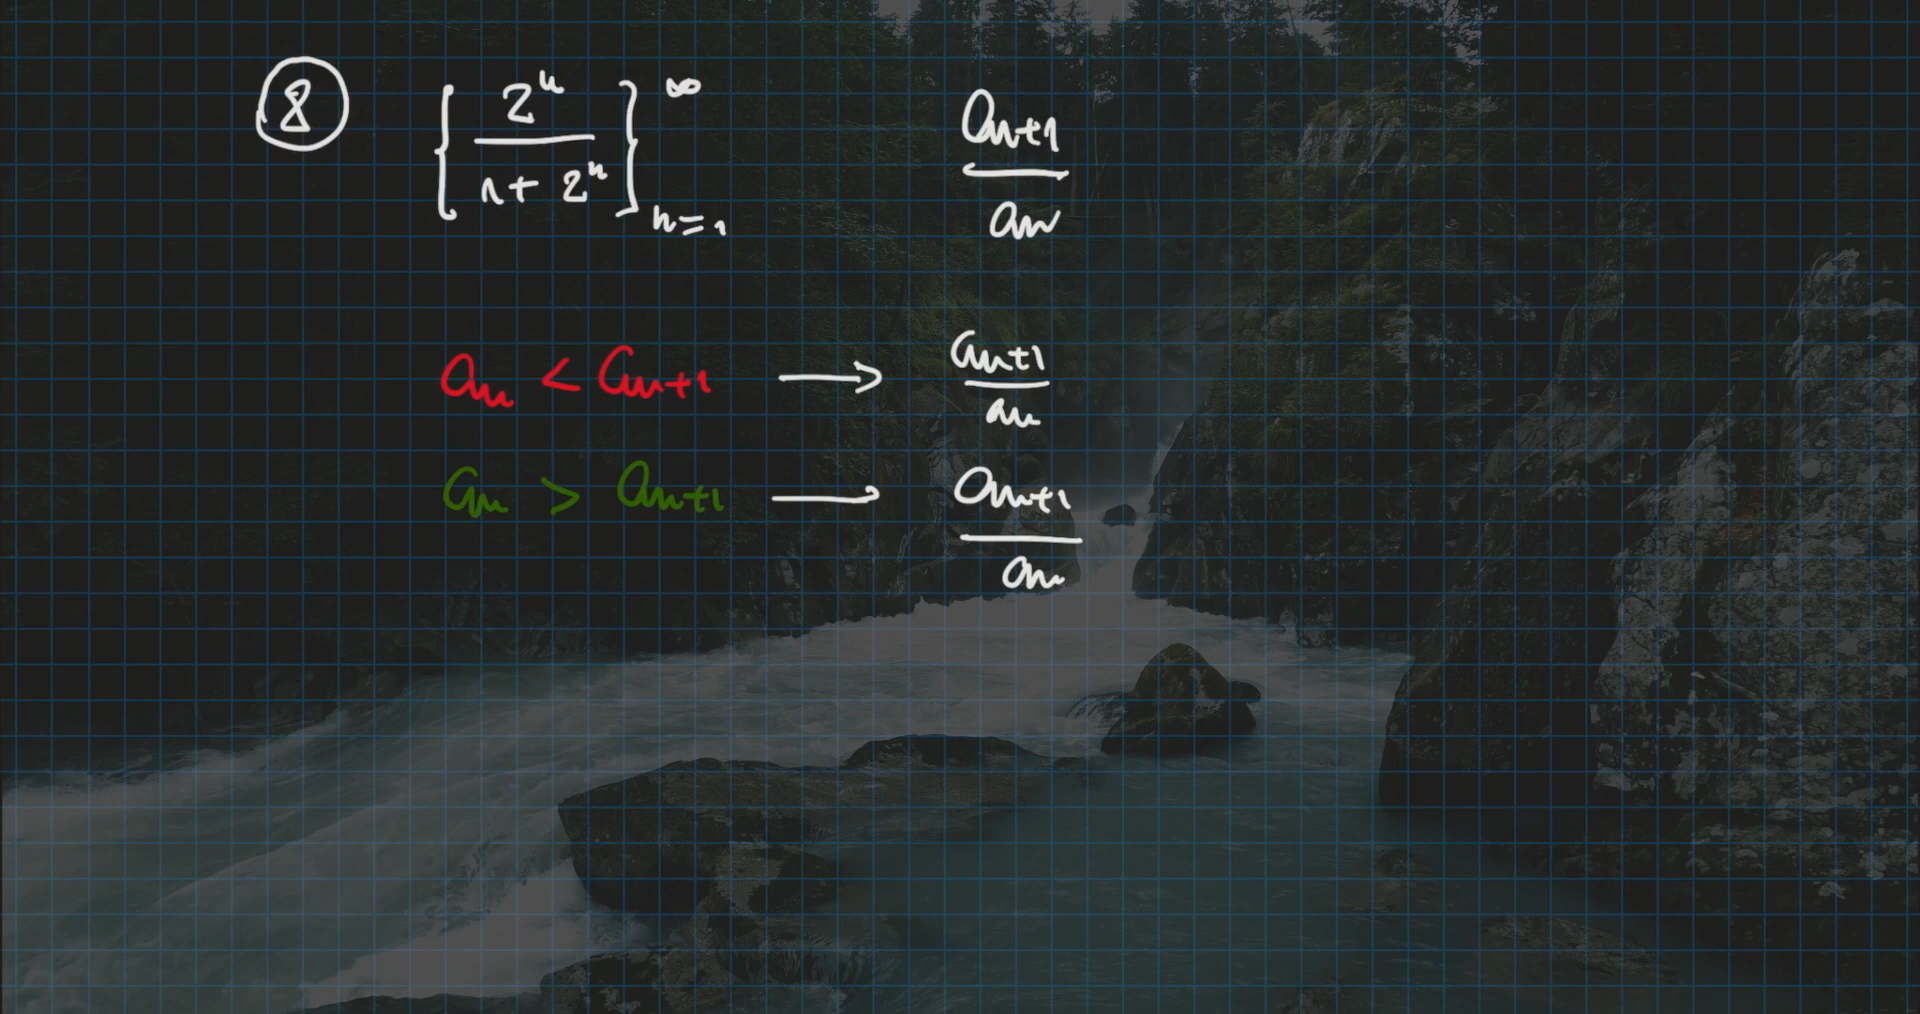 8 { 2^n / (n + 2^n) }_{n=1}^∞ a_{n+1} / a_n
a_n < a_{n+1} → a_{n+1} / a_n
a_n > a_{n+1} → a_{n+1} / a_n